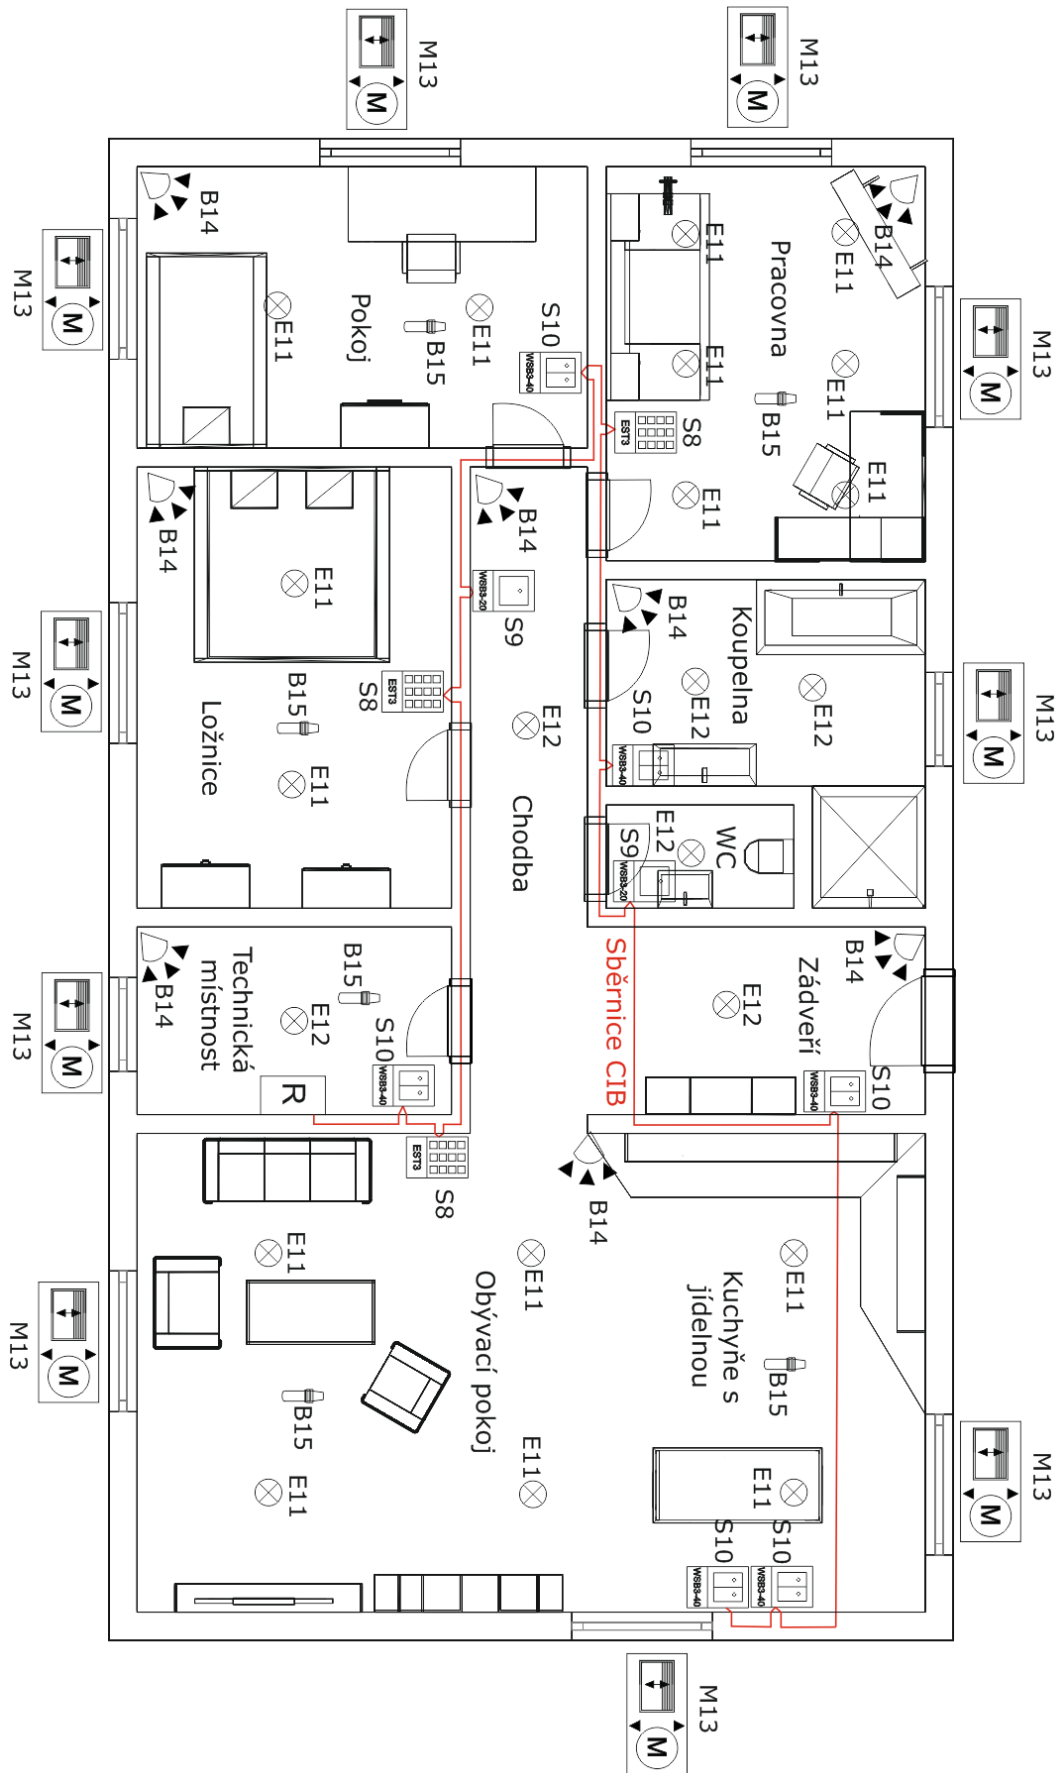 M13
M
M13
M
B14
B14
E11
E11
Pracovna
M13
M
M13
M
Pokoj
E11
B15
E11
S10
WSB3-40
E11
E11
B15
S8
EST3
E11
E11
B14
B14
WSB3-20
S9
B14
Koupelna
E11
M13
M
Ložnice
B15
S8
EST3
E12
S10
WSB3-40
E12
E12
M13
M
E11
Chodba
E12
WC
S9
WSB3-20
B14
Technická
místnost
B15
E12
S10
WSB3-40
R
Sběrnice CIB
E12
Zádveří
B14
S10
WSB3-40
M13
M
EST3
S8
B14
E11
Obývací pokoj
E11
Kuchyňe s
jídelnou
E11
M13
M
B15
B15
E11
E11
E11
M13
M
S10
WSB3-40
S10
WSB3-40
M13
M